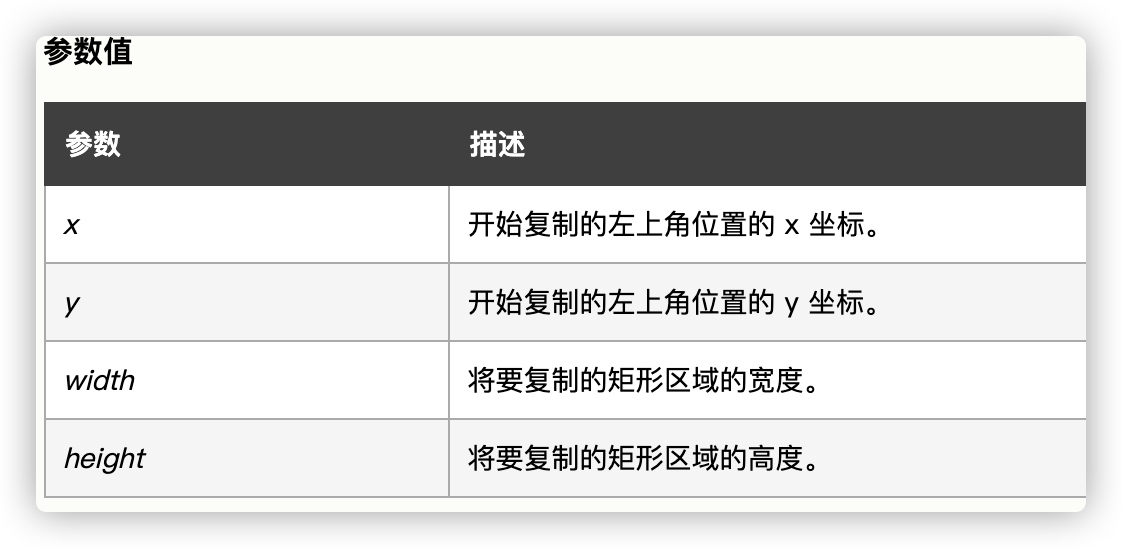 参数值
参数 描述
x 开始复制的左上角位置的 x 坐标。
y 开始复制的左上角位置的 y 坐标。
width 将要复制的矩形区域的宽度。
height 将要复制的矩形区域的高度。